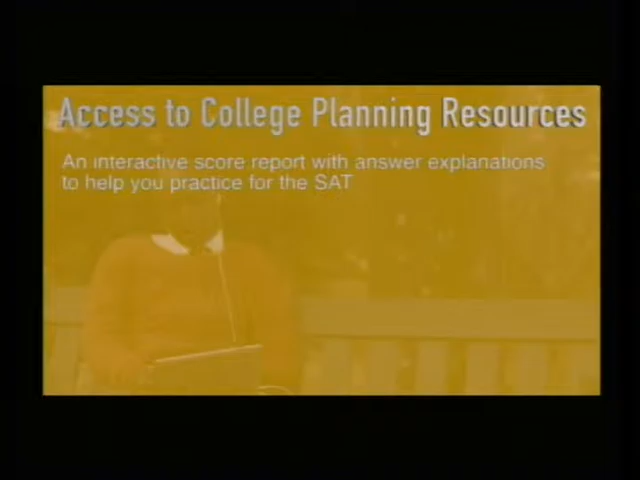 Access to College Planning Resources
An interactive score report with answer explanations
to help you practice for the SAT